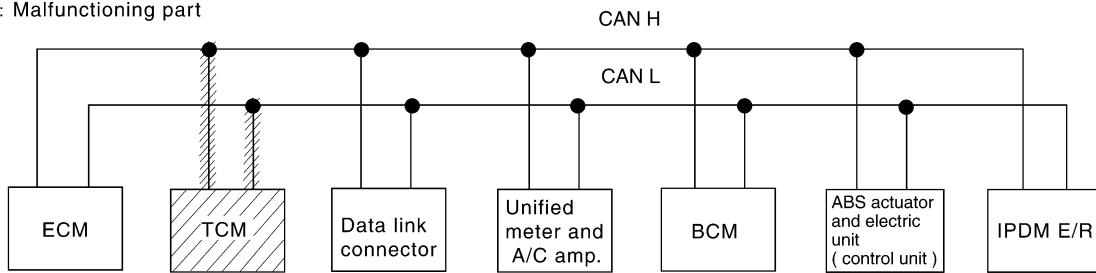 : Malfunctioning part
CAN H
CAN L
ECM
TCM
Data link
connector
Unified
meter and
A/C amp.
BCM
ABS actuator
and electric
unit
( control unit )
IPDM E/R